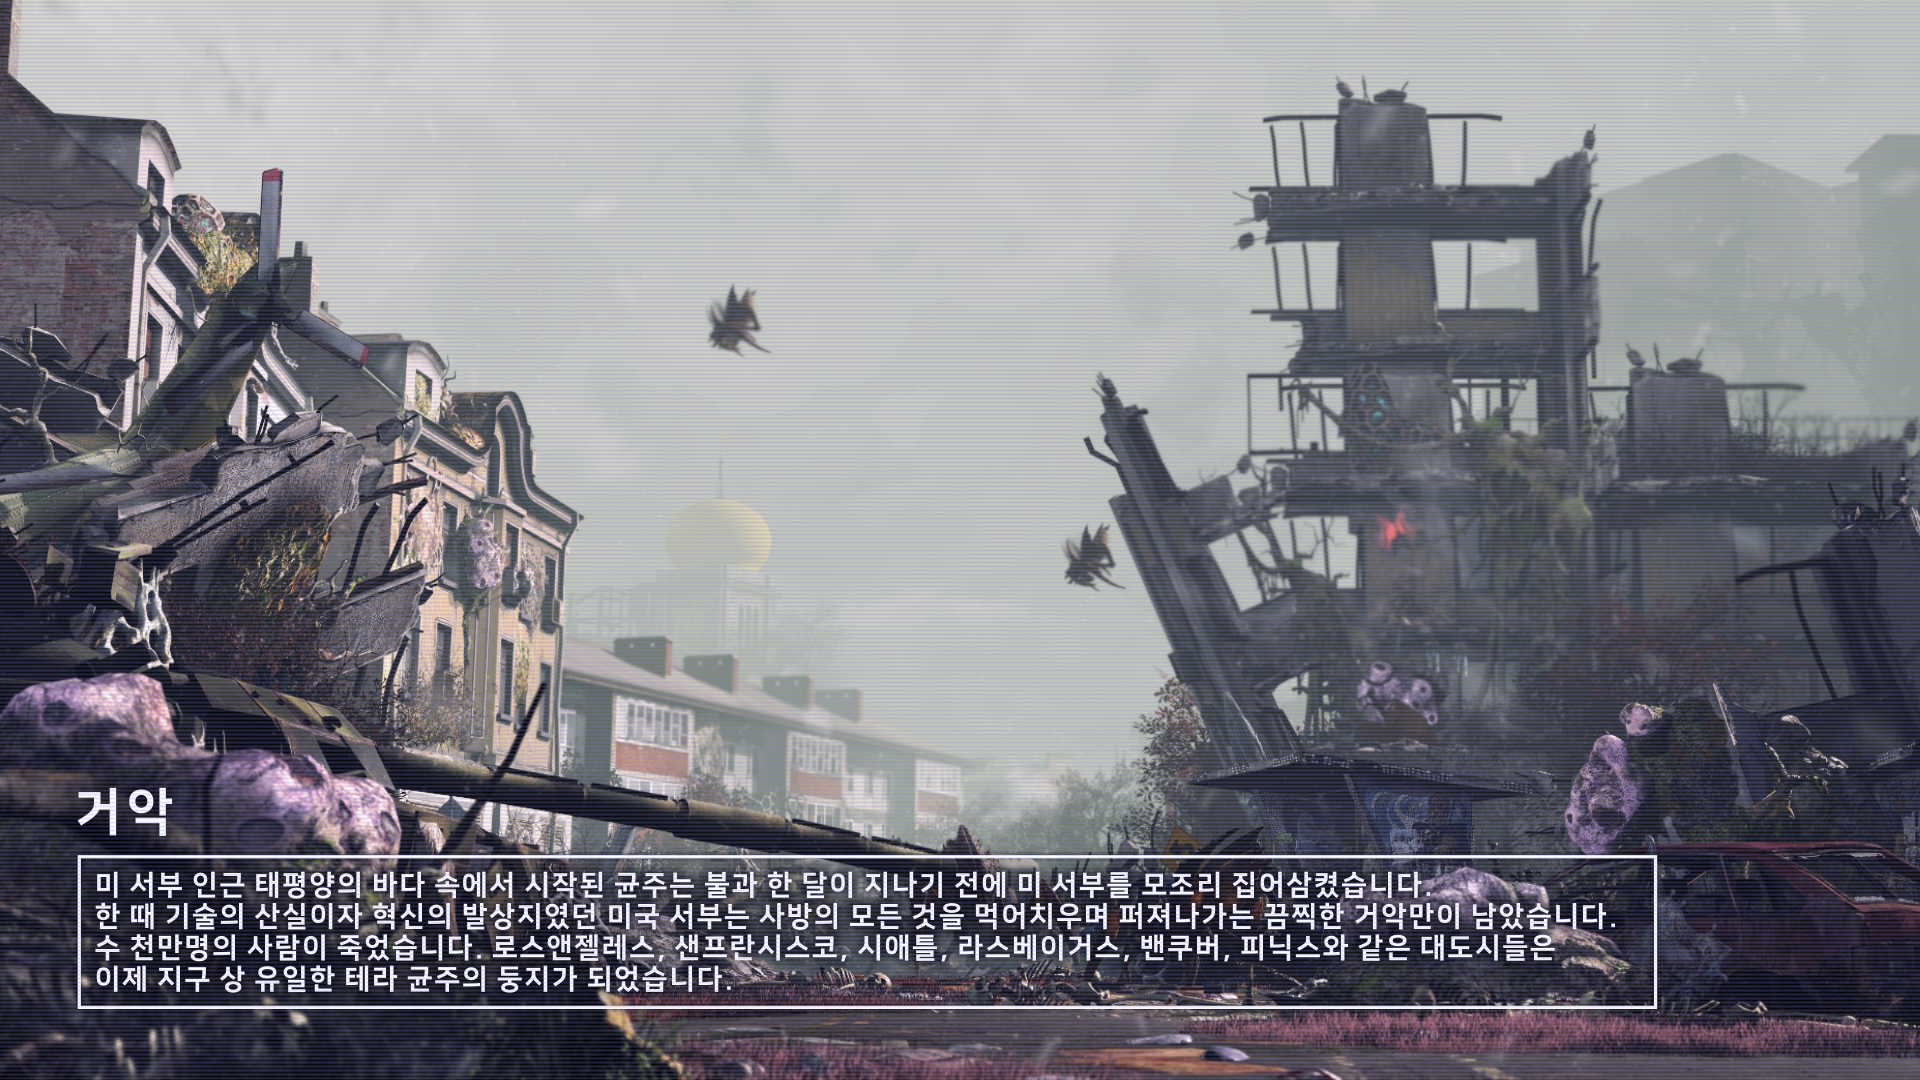 거악
미 서부 인근 태평양의 바다 속에서 시작된 균주는 불과 한 달이 지나기 전에 미 서부를 모조리 집어삼켰습니다.
한 때 기술의 산실이자 혁신의 발상지였던 미국 서부는 사방의 모든 것을 먹어치우며 퍼져나가는 끔찍한 거악만이 남았습니다.
수 천만명의 사람이 죽었습니다. 로스앤젤레스, 샌프란시스코, 시애틀, 라스베이거스, 밴쿠버, 피닉스와 같은 대도시들은
이제 지구 상 유일한 테라 균주의 둥지가 되었습니다.